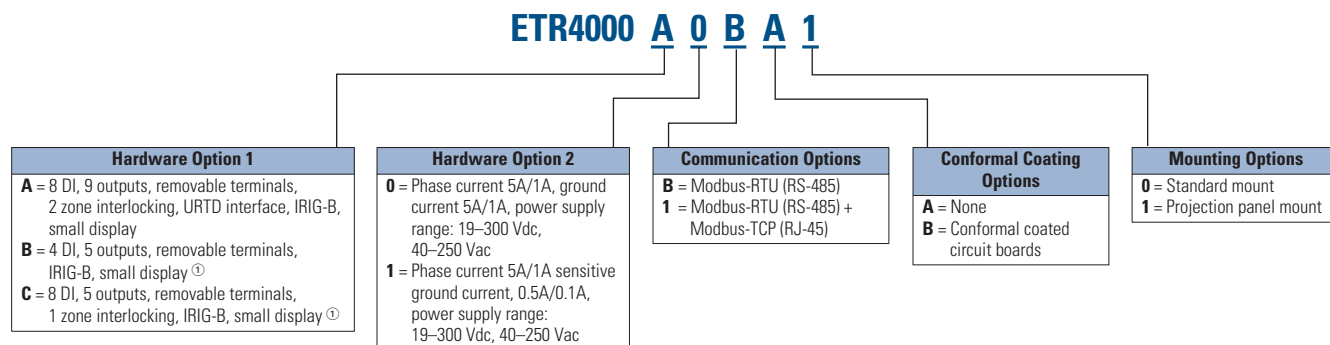 ETR4000 A 0 B A 1
Hardware Option 1
A = 8 DI, 9 outputs, removable terminals,
2 zone interlocking, URTD interface, IRIG-B,
small display
B = 4 DI, 5 outputs, removable terminals,
IRIG-B, small display ①
C = 8 DI, 5 outputs, removable terminals,
1 zone interlocking, IRIG-B, small display ①
Hardware Option 2
0 = Phase current 5A/1A, ground
current 5A/1A, power supply
range: 19–300 Vdc,
40–250 Vac
1 = Phase current 5A/1A sensitive
ground current, 0.5A/0.1A,
power supply range:
19–300 Vdc, 40–250 Vac
Communication Options
B = Modbus-RTU (RS-485)
1 = Modbus-RTU (RS-485) +
Modbus-TCP (RJ-45)
Conformal Coating
Options
A = None
B = Conformal coated
circuit boards
Mounting Options
0 = Standard mount
1 = Projection panel mount